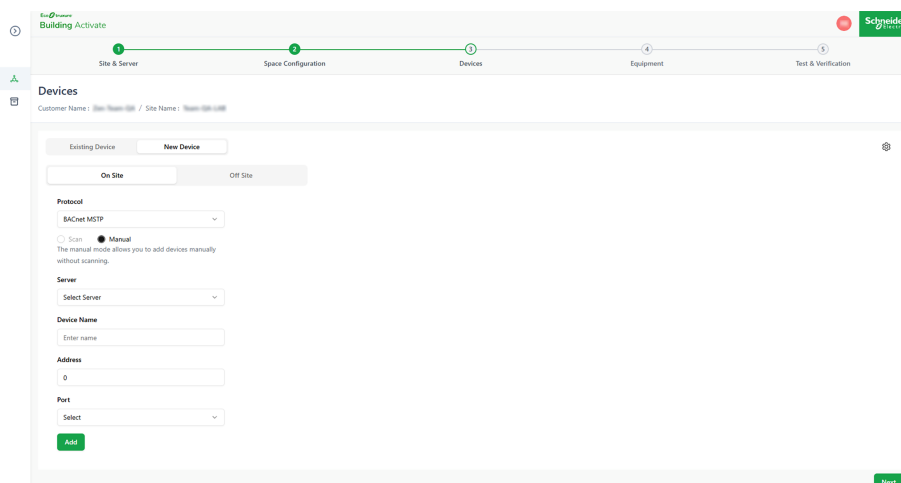 EcoStruxure
Building Activate
Schneide
Electri
1 2 3 4 5
Site & Server Space Configuration Devices Equipment Test & Verification
Devices
Customer Name : / Site Name :
Existing Device New Device
On Site Off Site
Protocol
BACnet MSTP
Scan Manual
The manual mode allows you to add devices manually
without scanning.
Server
Select Server
Device Name
Enter name
Address
0
Port
Select
Add
Next